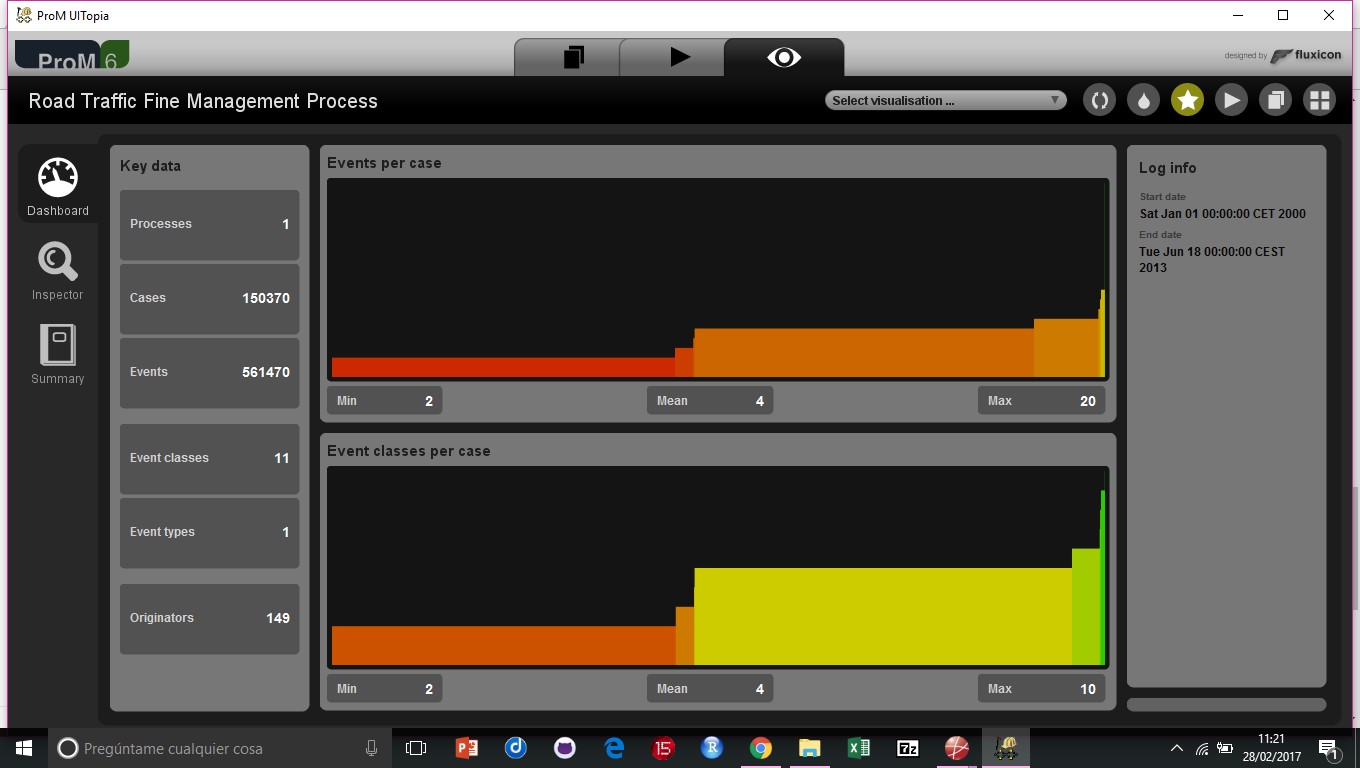 ProM UITopia
ProM 6
designed by fluxicon
Road Traffic Fine Management Process
Select visualisation ...
Dashboard
Inspector
Summary
Key data
Processes 1
Cases 150370
Events 561470
Event classes 11
Event types 1
Originators 149
Events per case
Min 2 Mean 4 Max 20
Event classes per case
Min 2 Mean 4 Max 10
Log info
Start date
Sat Jan 01 00:00:00 CET 2000
End date
Tue Jun 18 00:00:00 CEST
2013
Pregúntame cualquier cosa
P
d
e
15
R
7z
11:21
28/02/2017
1